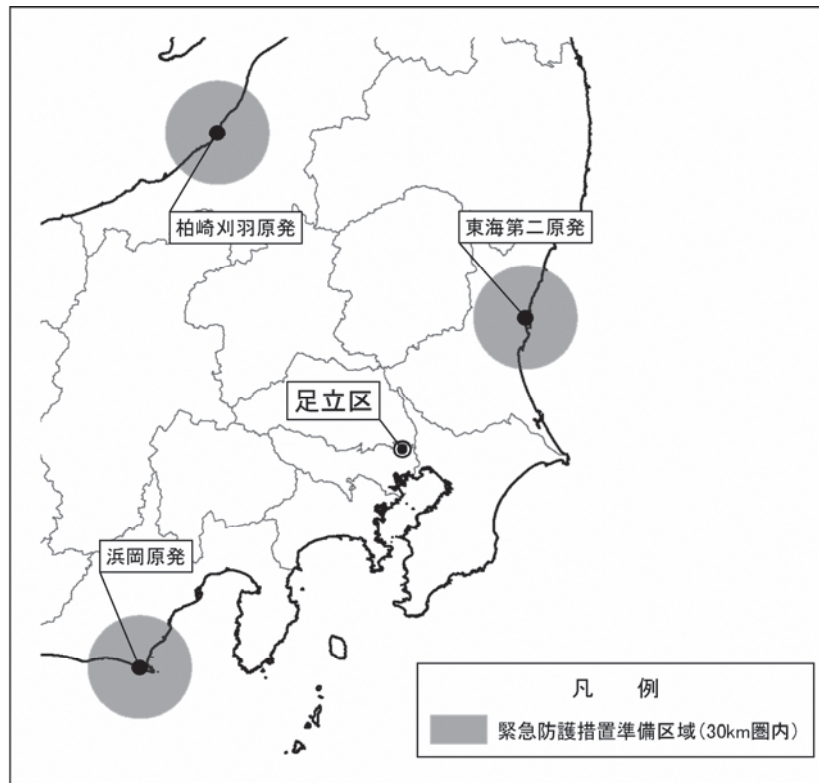 柏崎刈羽原発
東海第二原発
足立区
浜岡原発
凡　例
緊急防護措置準備区域(30km圏内)